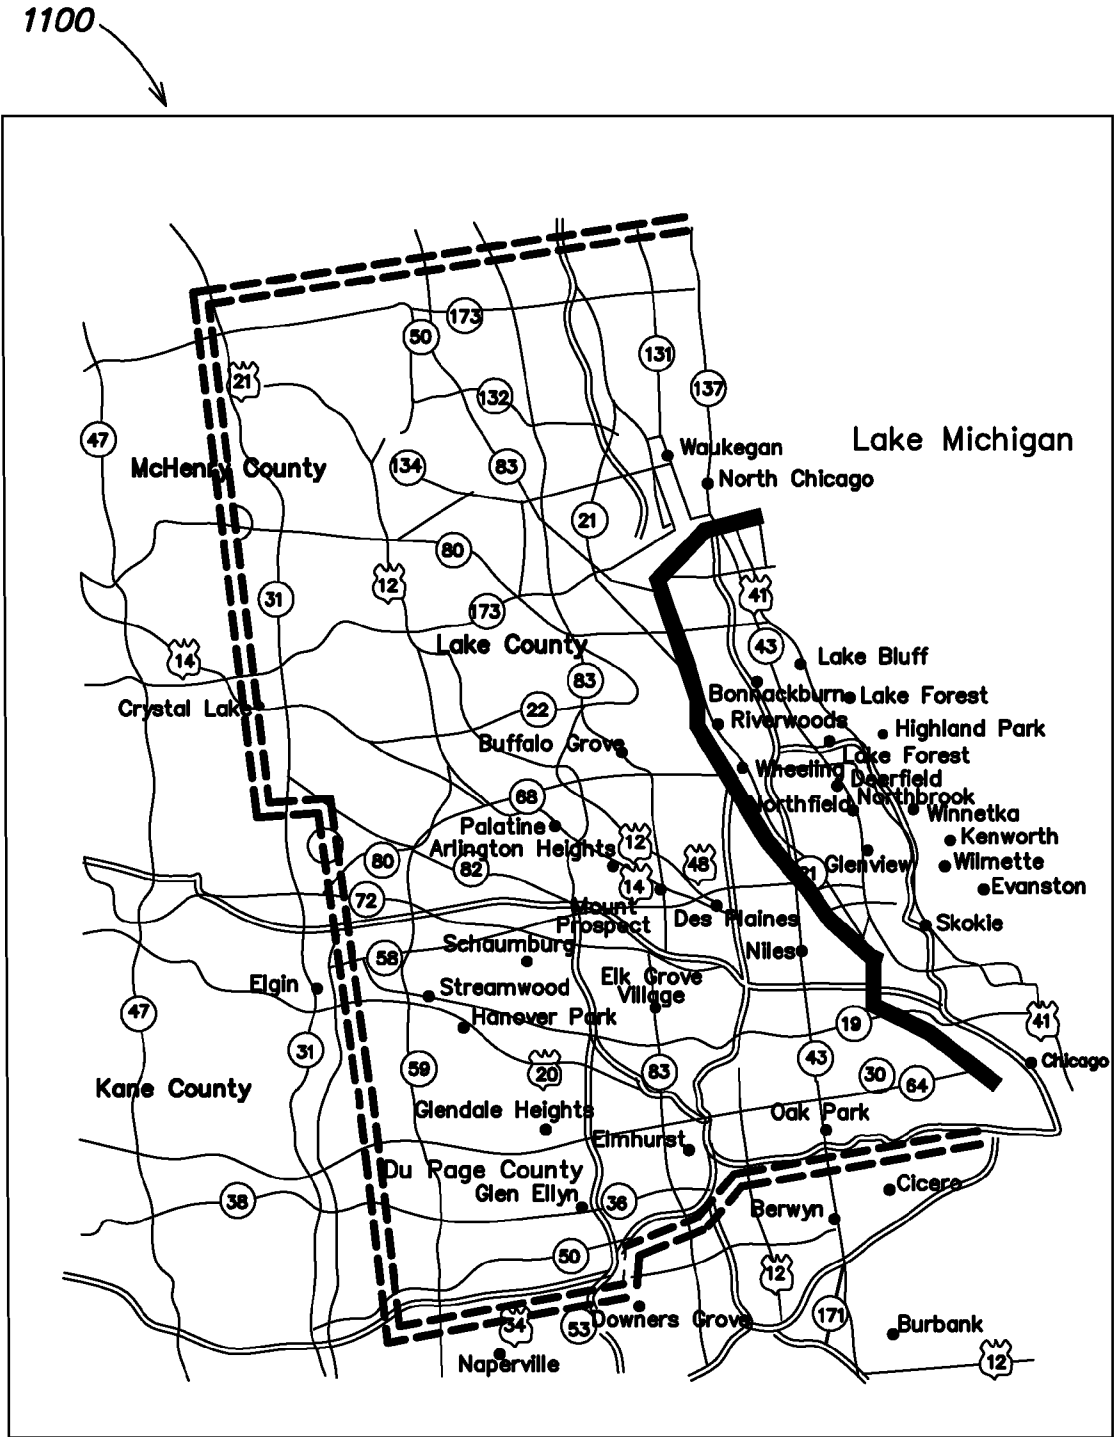 1100
173
50
131
21
137
132
47
Lake Michigan
Waukegan
McHenry County
134
83
North Chicago
21
80
12
41
31
173
43
Lake County
14
Lake Bluff
83
Bonnackburn
Lake Forest
Crystal Lake
22
Riverwoods
Highland Park
Buffalo Grove
Lake Forest
Wheeling
Deerfield
68
Northfield
Northbrook
Winnetka
Palatine
12
Kenworth
Arlington Heights
48
80
82
Glenview
Wilmette
14
Evanston
72
Mount
Prospect
Des Plaines
Skokie
Schaumburg
58
Niles
Elgin
Streamwood
Elk Grove
Village
47
Hanover Park
19
41
31
43
59
20
83
30
64
Chicago
Kane County
Glendale Heights
Oak Park
Elmhurst
Du Page County
38
Glen Ellyn
36
Cicero
Berwyn
50
12
34
53
Downers Grove
171
Burbank
Naperville
12